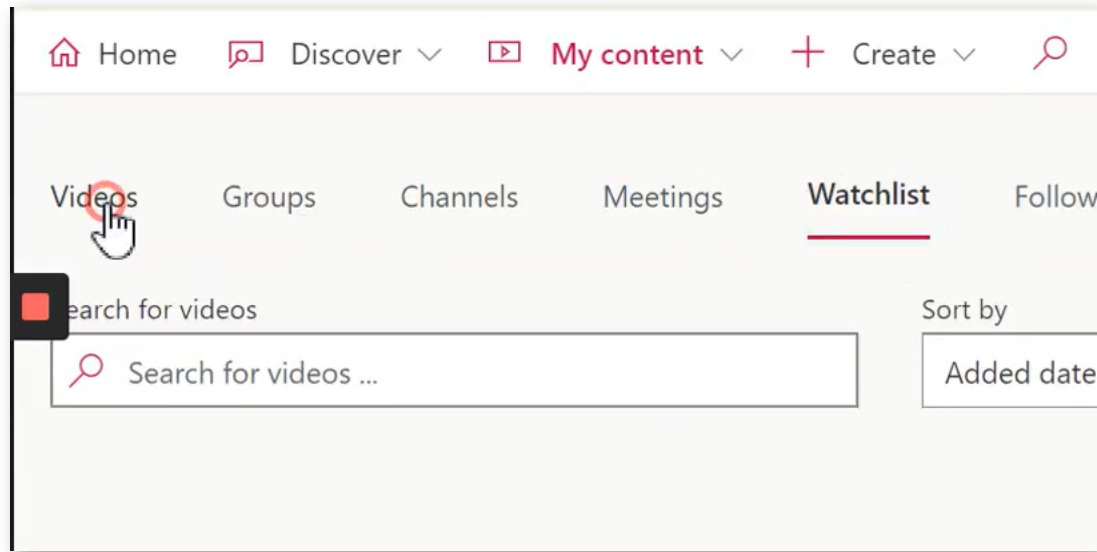 Home Discover My content Create
Videos Groups Channels Meetings Watchlist Follow
earch for videos Sort by
Search for videos ... Added date